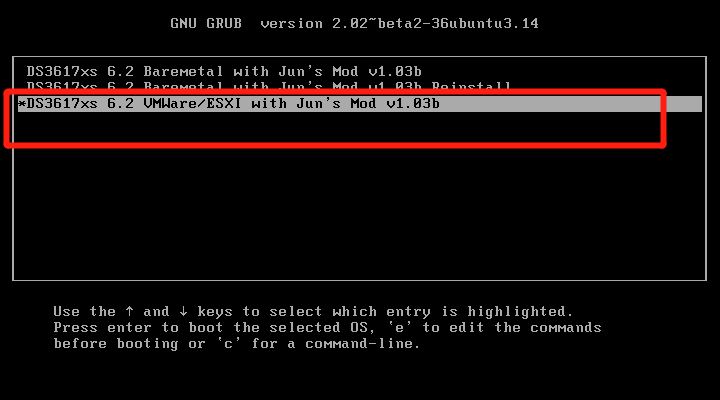 GNU GRUB version 2.02~beta2-36ubuntu3.14
DS3617xs 6.2 Baremetal with Jun's Mod v1.03b
DS3617xs 6.2 Baremetal with Jun's Mod v1.03b Reinstall
*DS3617xs 6.2 VMWare/ESXI with Jun's Mod v1.03b
Use the ↑ and ↓ keys to select which entry is highlighted.
Press enter to boot the selected OS, `e' to edit the commands
before booting or `c' for a command-line.